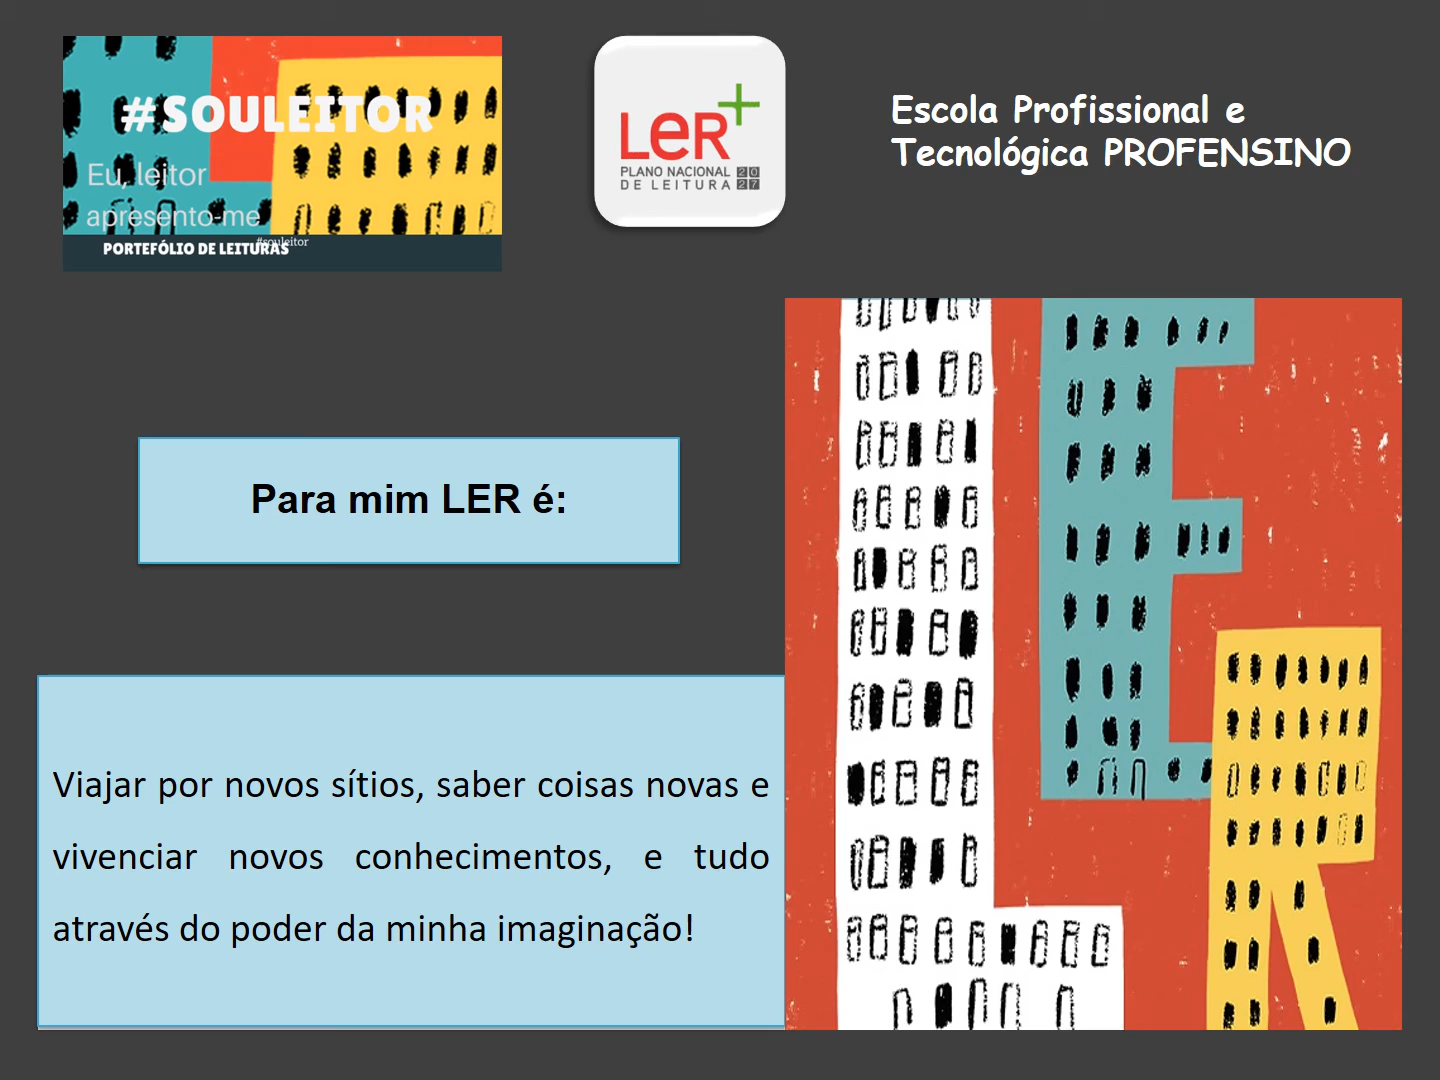 #SOULEITOR
Eu, leitor
apresento-me
#souleitor
PORTEFÓLIO DE LEITURAS
LeR+
PLANO NACIONAL
DE LEITURA 2027
Escola Profissional e
Tecnológica PROFENSINO
Para mim LER é:
Viajar por novos sítios, saber coisas novas e
vivenciar novos conhecimentos, e tudo
através do poder da minha imaginação!
LER